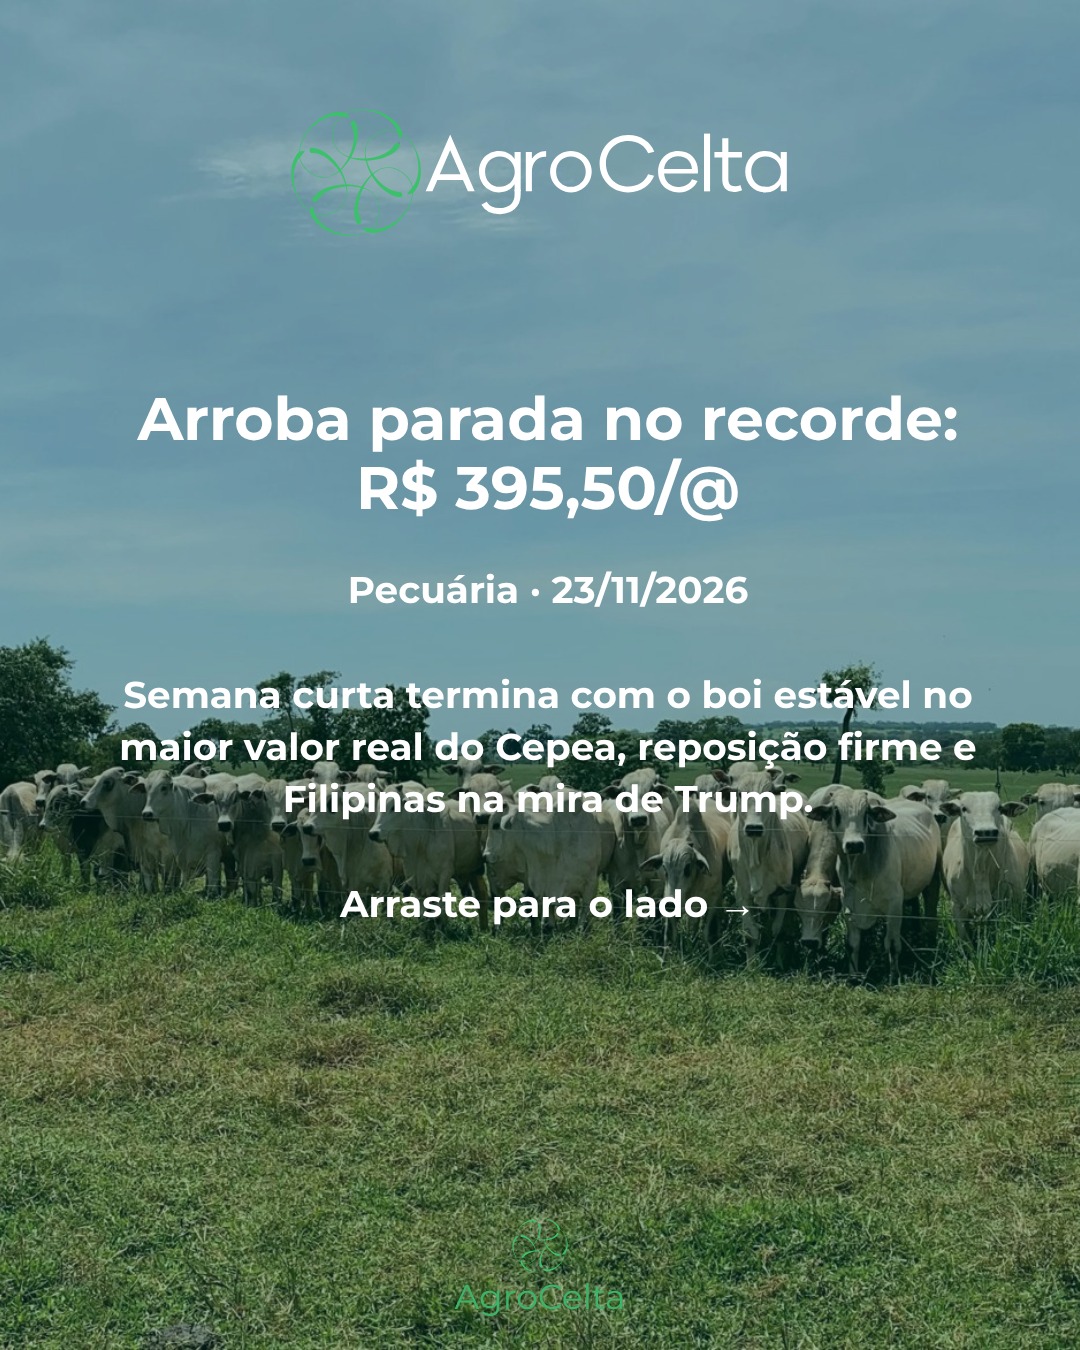 AgroCelta
Arroba parada no recorde:
R$ 395,50/@
Pecuária · 23/11/2026
Semana curta termina com o boi estável no
maior valor real do Cepea, reposição firme e
Filipinas na mira de Trump.
Arraste para o lado →
AgroCelta